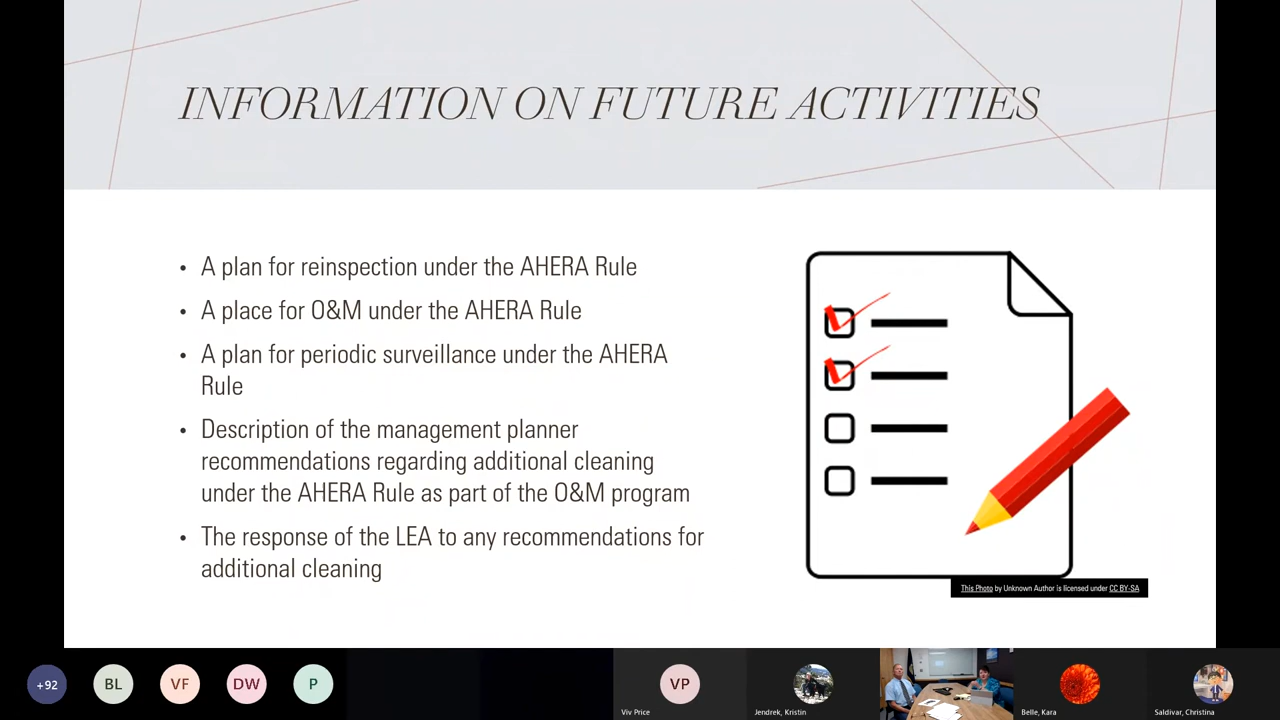 INFORMATION ON FUTURE ACTIVITIES
• A plan for reinspection under the AHERA Rule
• A place for O&M under the AHERA Rule
• A plan for periodic surveillance under the AHERA
Rule
• Description of the management planner
recommendations regarding additional cleaning
under the AHERA Rule as part of the O&M program
• The response of the LEA to any recommendations for
additional cleaning
This Photo by Unknown Author is licensed under CC BY-SA
+92
BL
VF
DW
P
VP
Viv Price
Jendrek, Kristin
Belle, Kara
Saldivar, Christina